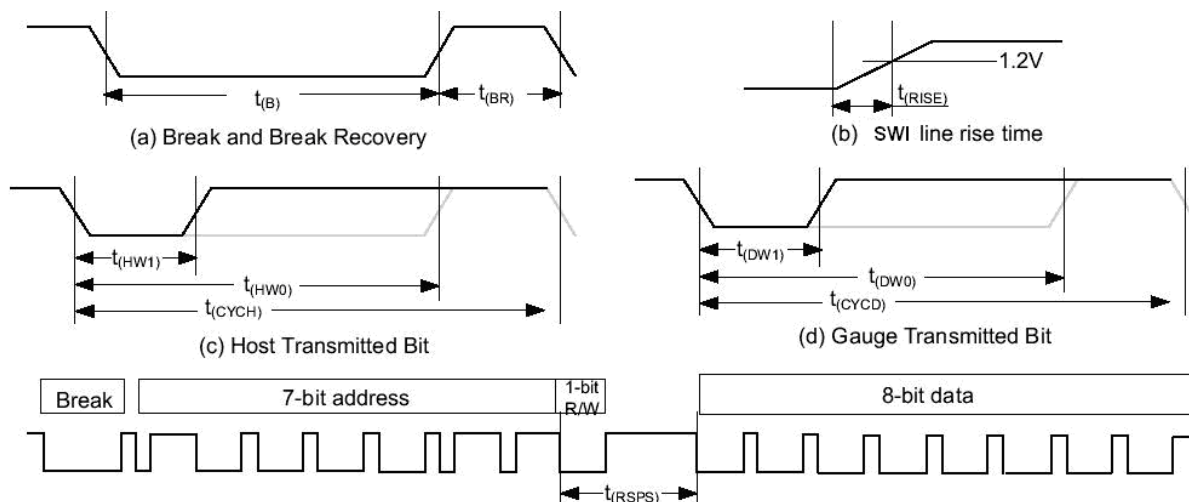 1.2V
t(B)
t(BR)
t(RISE)
(a) Break and Break Recovery
(b) SWI line rise time
t(HW1)
t(DW1)
t(HW0)
t(DW0)
t(CYCH)
t(CYCD)
(c) Host Transmitted Bit
(d) Gauge Transmitted Bit
Break
7-bit address
1-bit
R/W
8-bit data
t(RSPS)